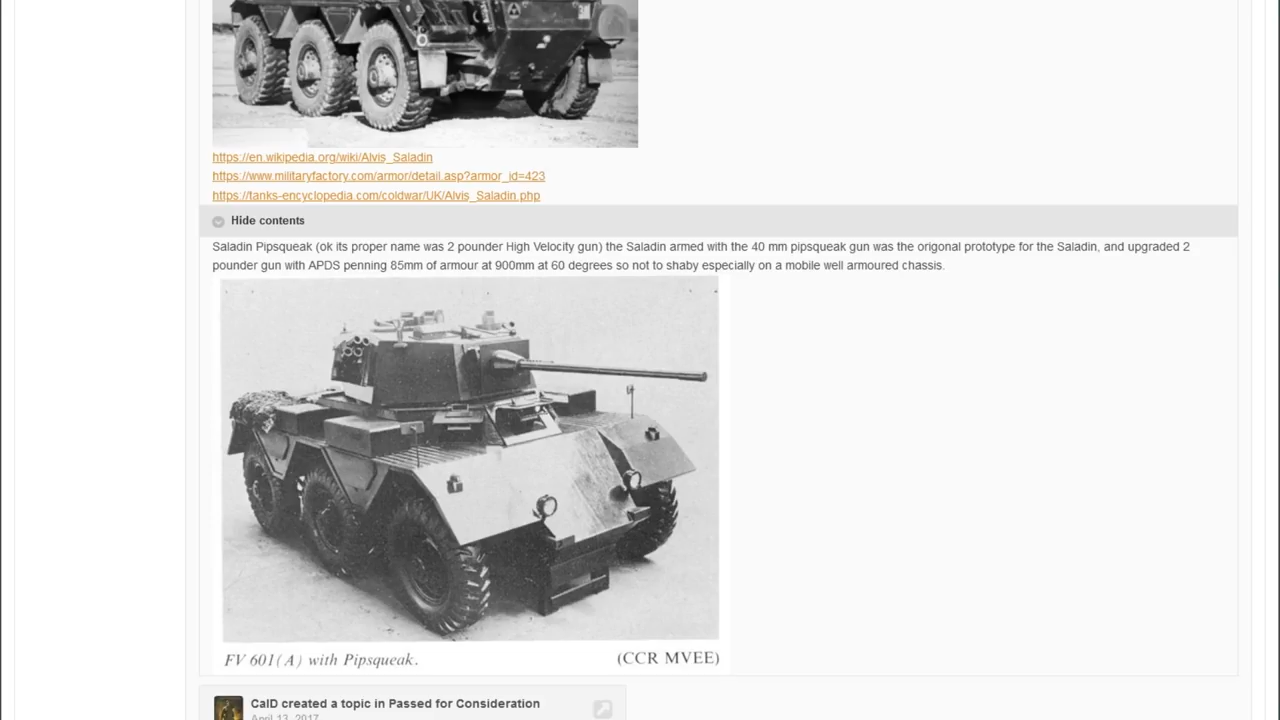 https://en.wikipedia.org/wiki/Alvis_Saladin
https://www.militaryfactory.com/armor/detail.asp?armor_id=423
https://tanks-encyclopedia.com/coldwar/UK/Alvis_Saladin.php
Hide contents
Saladin Pipsqueak (ok its proper name was 2 pounder High Velocity gun) the Saladin armed with the 40 mm pipsqueak gun was the origonal prototype for the Saladin, and upgraded 2
pounder gun with APDS penning 85mm of armour at 900mm at 60 degrees so not to shaby especially on a mobile well armoured chassis.
FV 601(A) with Pipsqueak. (CCR MVEE)
CalD created a topic in Passed for Consideration
April 13, 2017